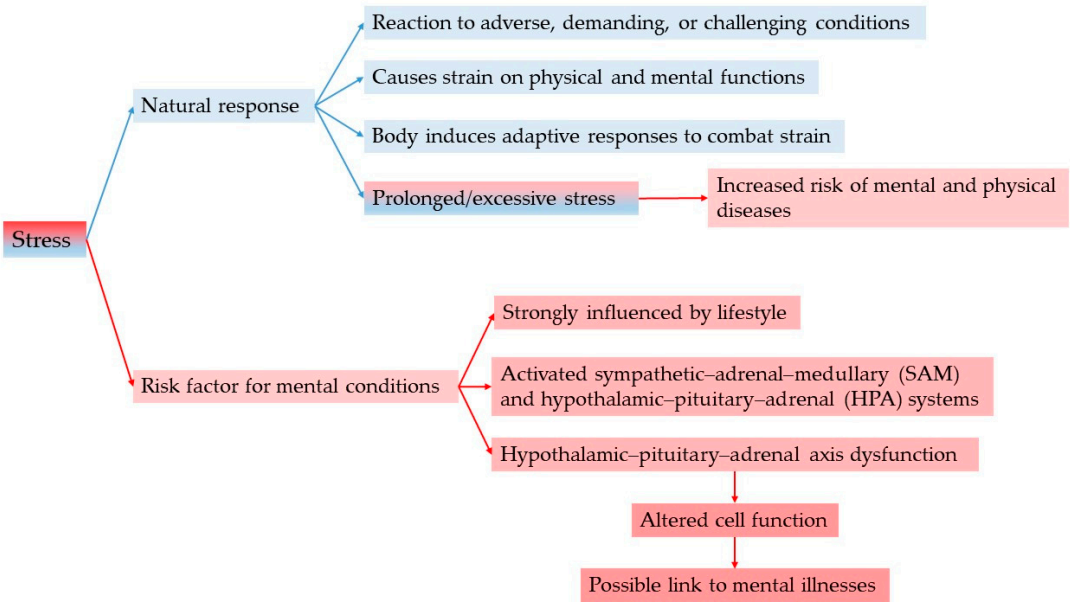 Reaction to adverse, demanding, or challenging conditions
Causes strain on physical and mental functions
Natural response
Body induces adaptive responses to combat strain
Prolonged/excessive stress
Increased risk of mental and physical
diseases
Stress
Strongly influenced by lifestyle
Risk factor for mental conditions
Activated sympathetic–adrenal–medullary (SAM)
and hypothalamic–pituitary–adrenal (HPA) systems
Hypothalamic–pituitary–adrenal axis dysfunction
Altered cell function
Possible link to mental illnesses